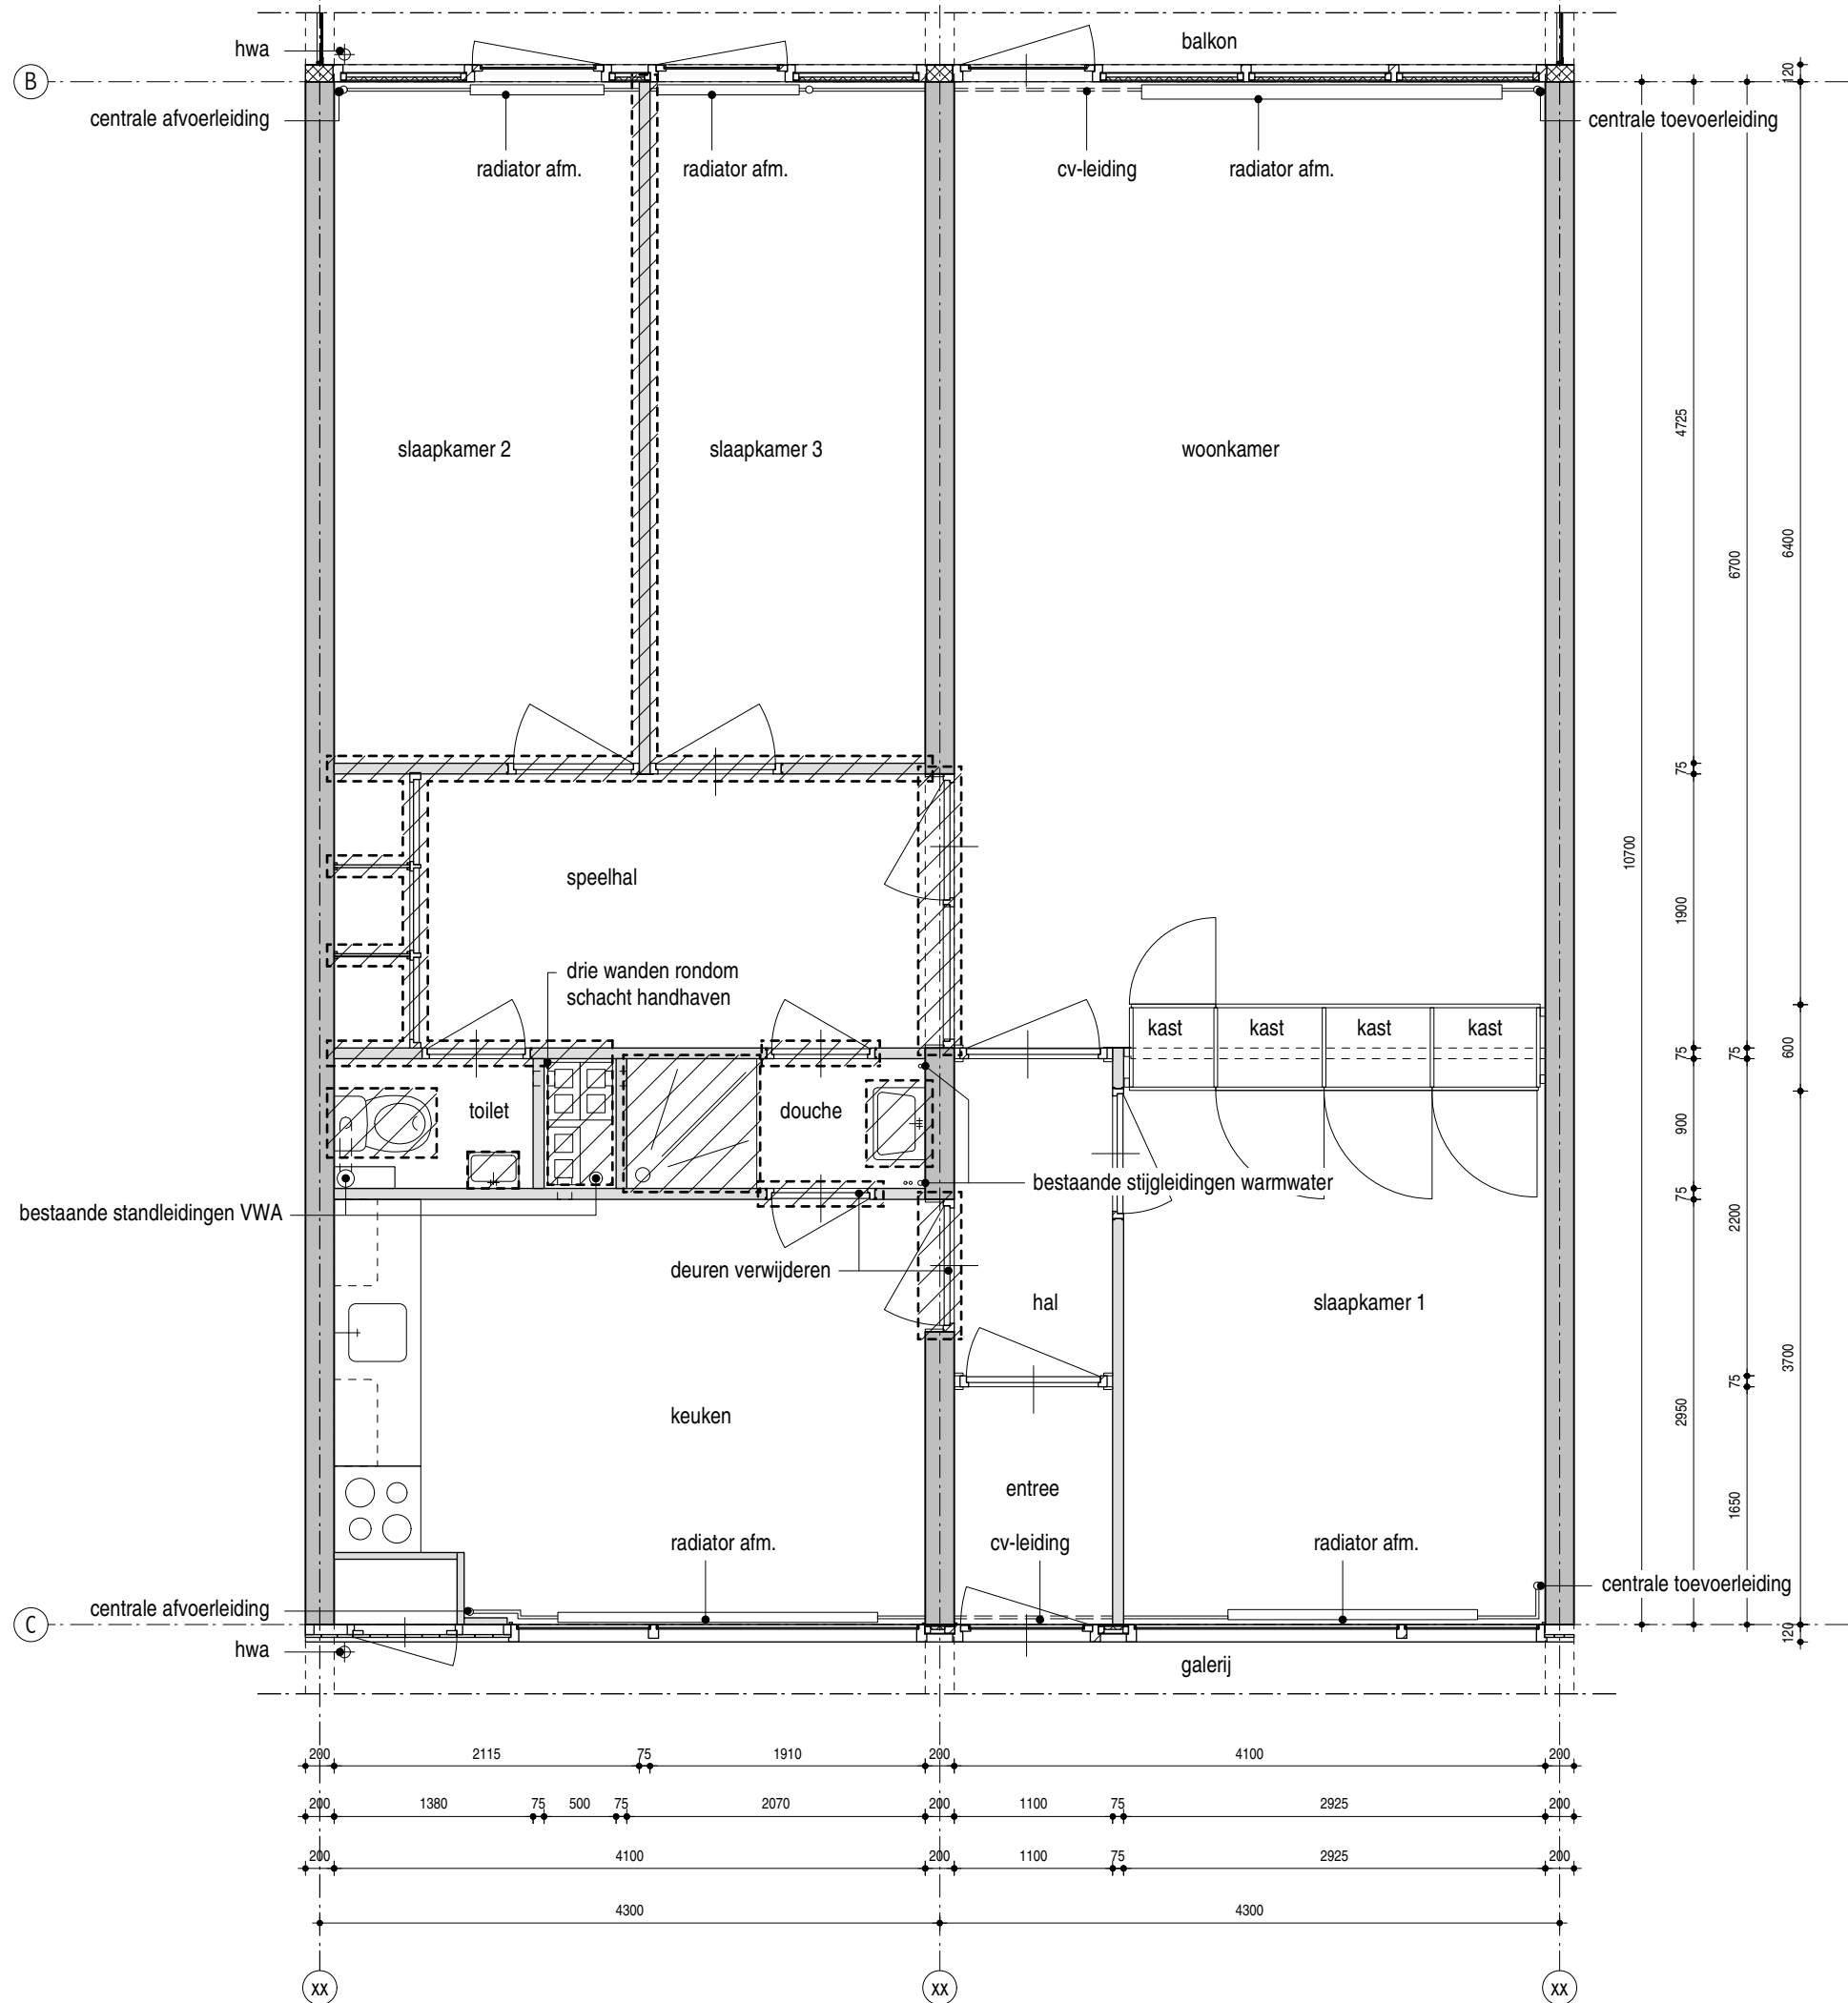 hwa
balkon
B
centrale afvoerleiding
centrale toevoerleiding
radiator afm.
radiator afm.
cv-leiding
radiator afm.
slaapkamer 2
slaapkamer 3
woonkamer
speelhal
drie wanden rondom
schacht handhaven
kast
kast
kast
kast
toilet
douche
bestaande stijgleidingen warmwater
bestaande standleidingen VWA
deuren verwijderen
hal
slaapkamer 1
keuken
entree
radiator afm.
cv-leiding
radiator afm.
centrale toevoerleiding
centrale afvoerleiding
C
hwa
galerij
120
4725
6400
6700
75
10700
1900
75
75
600
900
75
2200
3700
75
2950
1650
120
200
2115
75
1910
200
4100
200
200
1380
75
500
75
2070
200
1100
75
2925
200
200
4100
200
1100
75
2925
200
4300
4300
xx
xx
xx